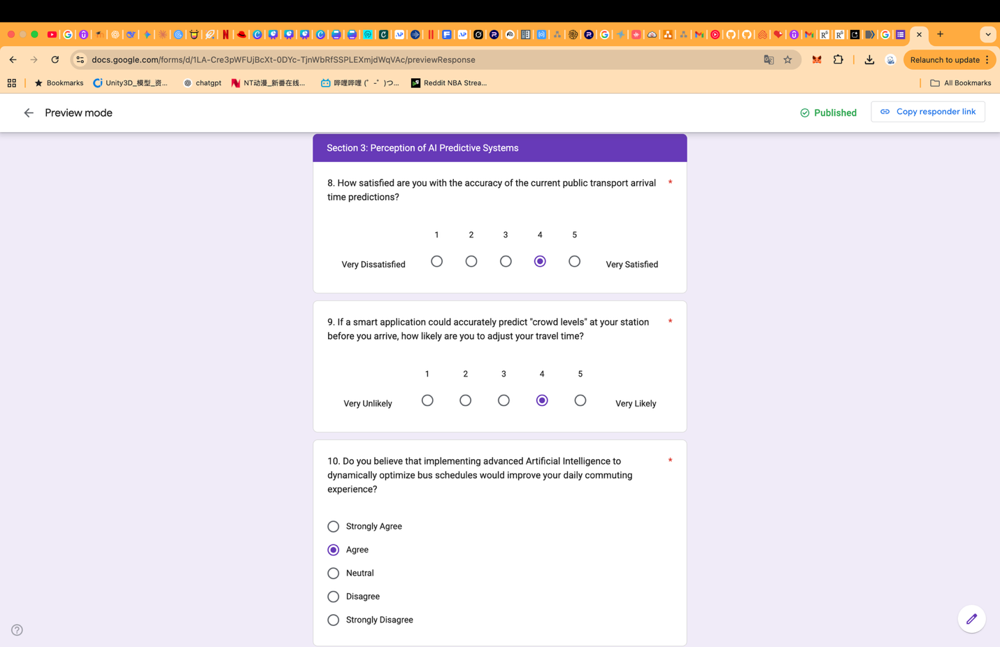 docs.google.com/forms/d/1LA-Cre3pWFUjBcXt-0DYc-TjnWbRfSSPLEXmjdWqVAc/previewResponse
Relaunch to update
Bookmarks
Unity3D_模型_资...
chatgpt
NT动漫_新番在线...
哔哩哔哩 (゜-゜)つ...
Reddit NBA Strea...
All Bookmarks
Preview mode
Published
Copy responder link
Section 3: Perception of AI Predictive Systems
8. How satisfied are you with the accuracy of the current public transport arrival *
time predictions?
1 2 3 4 5
Very Dissatisfied
Very Satisfied
9. If a smart application could accurately predict "crowd levels" at your station *
before you arrive, how likely are you to adjust your travel time?
1 2 3 4 5
Very Unlikely
Very Likely
10. Do you believe that implementing advanced Artificial Intelligence to *
dynamically optimize bus schedules would improve your daily commuting
experience?
Strongly Agree
Agree
Neutral
Disagree
Strongly Disagree